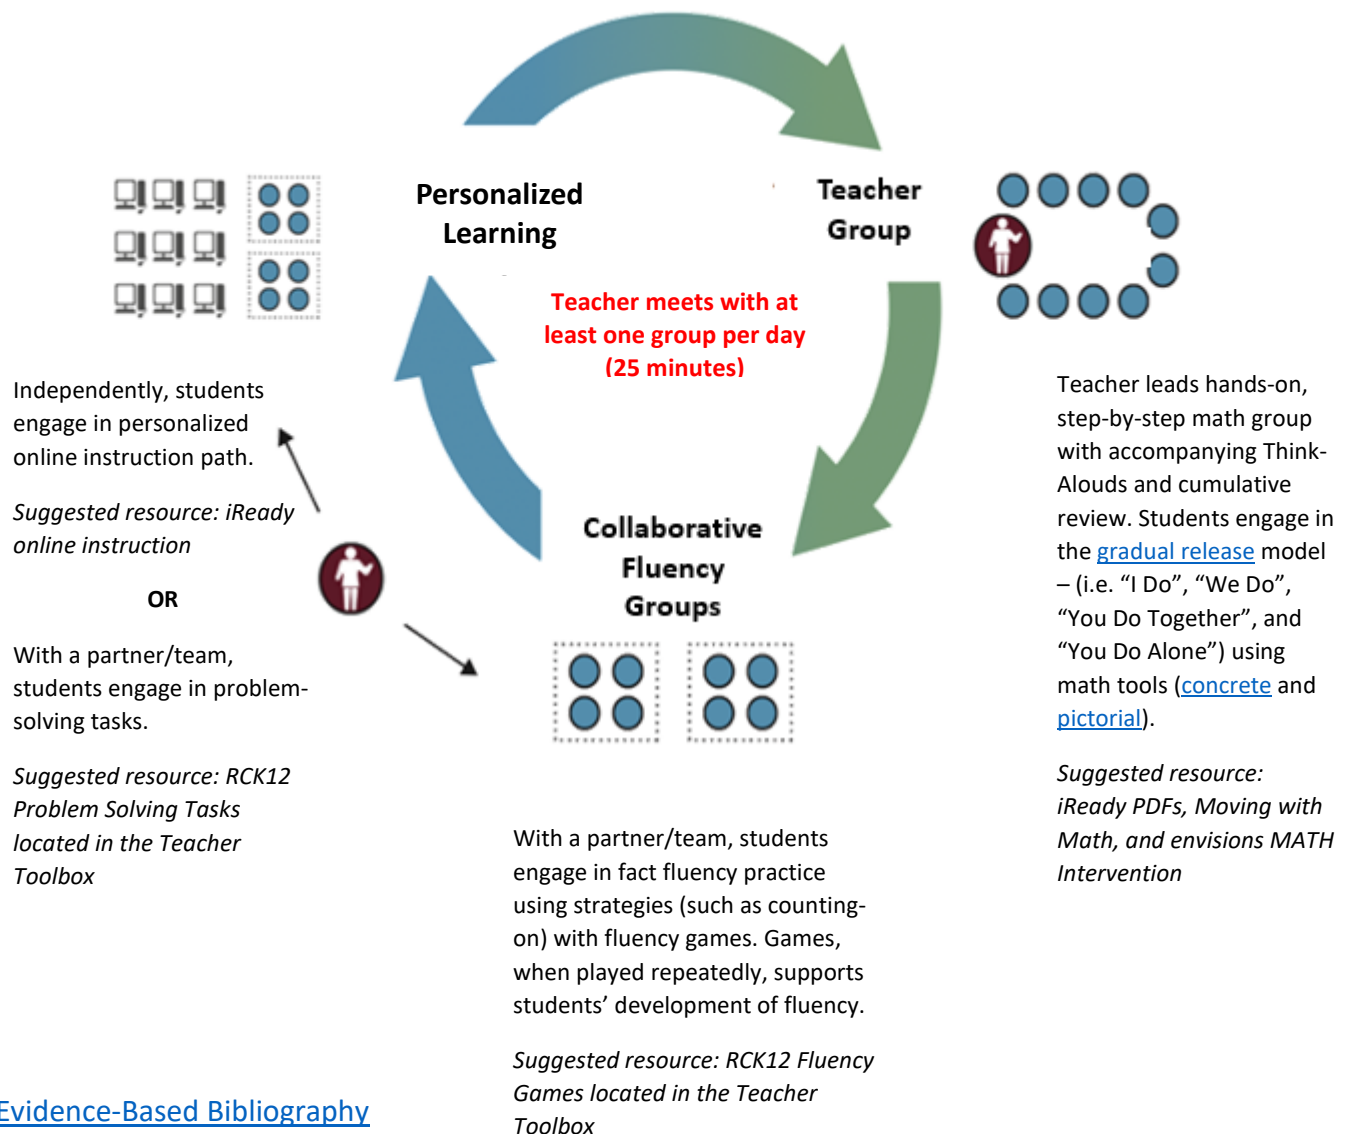 Personalized
Learning
Teacher
Group
Teacher meets with at
least one group per day
(25 minutes)
Independently, students
engage in personalized
online instruction path.
Suggested resource: iReady
online instruction
OR
With a partner/team,
students engage in problem-
solving tasks.
Suggested resource: RCK12
Problem Solving Tasks
located in the Teacher
Toolbox
Collaborative
Fluency
Groups
With a partner/team, students
engage in fact fluency practice
using strategies (such as counting-
on) with fluency games. Games,
when played repeatedly, supports
students’ development of fluency.
Suggested resource: RCK12 Fluency
Games located in the Teacher
Toolbox
Teacher leads hands-on,
step-by-step math group
with accompanying Think-
Alouds and cumulative
review. Students engage in
the gradual release model
– (i.e. “I Do”, “We Do”,
“You Do Together”, and
“You Do Alone”) using
math tools (concrete and
pictorial).
Suggested resource:
iReady PDFs, Moving with
Math, and envisions MATH
Intervention
Evidence-Based Bibliography